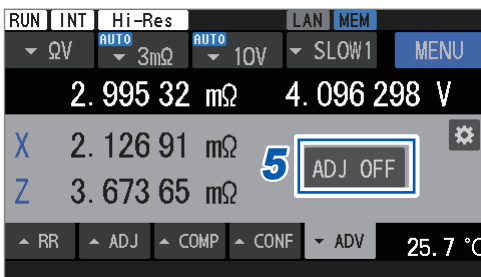 RUN INT Hi-Res LAN MEM
ΩV AUTO 3mΩ AUTO 10V SLOW1 MENU
2.995 32 mΩ 4.096 298 V
X 2.126 91 mΩ
5 ADJ OFF
Z 3.673 65 mΩ
RR ADJ COMP CONF ADV 25.7 °C